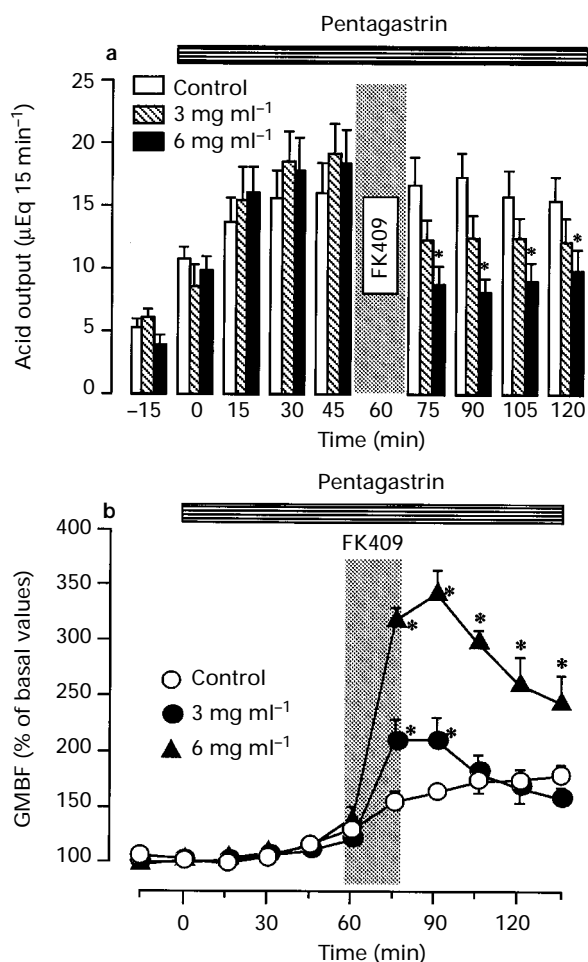 Pentagastrin
a
Control
3 mg ml⁻¹
6 mg ml⁻¹
Acid output (μEq 15 min⁻¹)
25
20
15
10
5
0
FK409
* * * *
–15 0 15 30 45 60 75 90 105 120
Time (min)
Pentagastrin
b
FK409
GMBF (% of basal values)
400
350
300
250
200
150
100
Control
3 mg ml⁻¹
6 mg ml⁻¹
* * * * *
* *
0 30 60 90 120
Time (min)